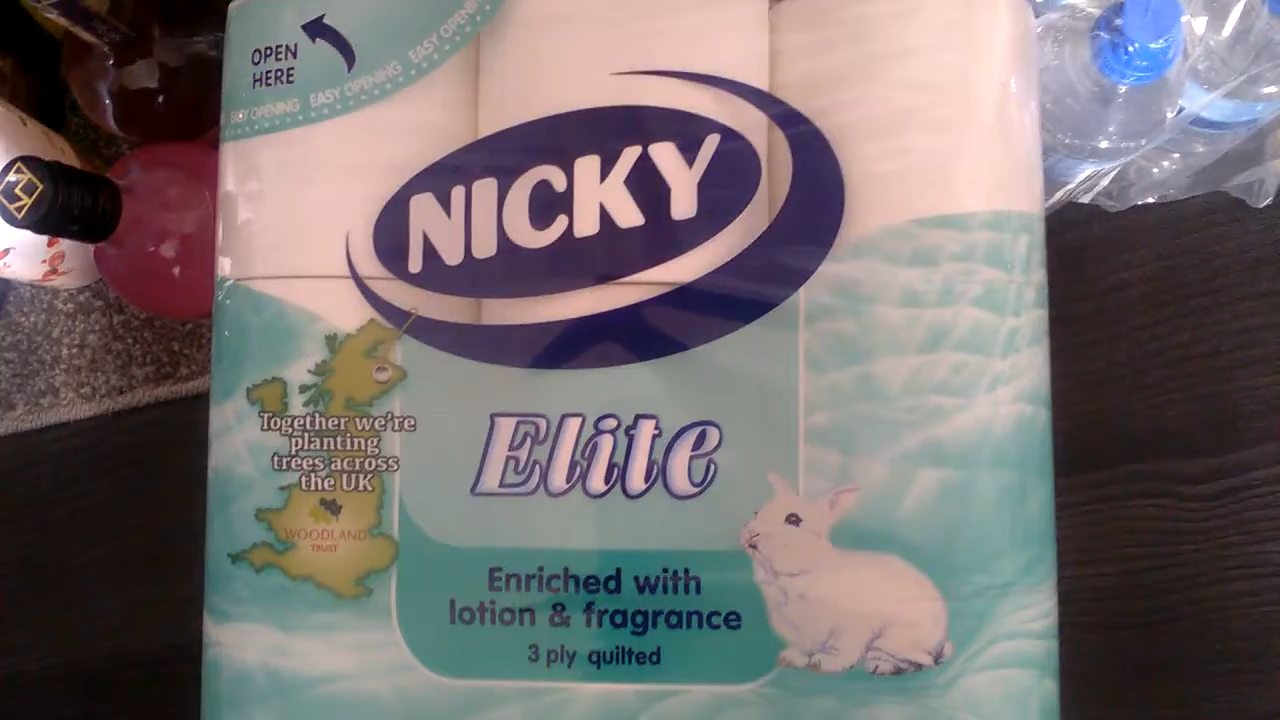 OPEN
HERE
EASY OPENING EASY OPENING EASY OPENING
NICKY
Together we're
planting
trees across
the UK
WOODLAND
TRUST
Elite
Enriched with
lotion & fragrance
3 ply quilted